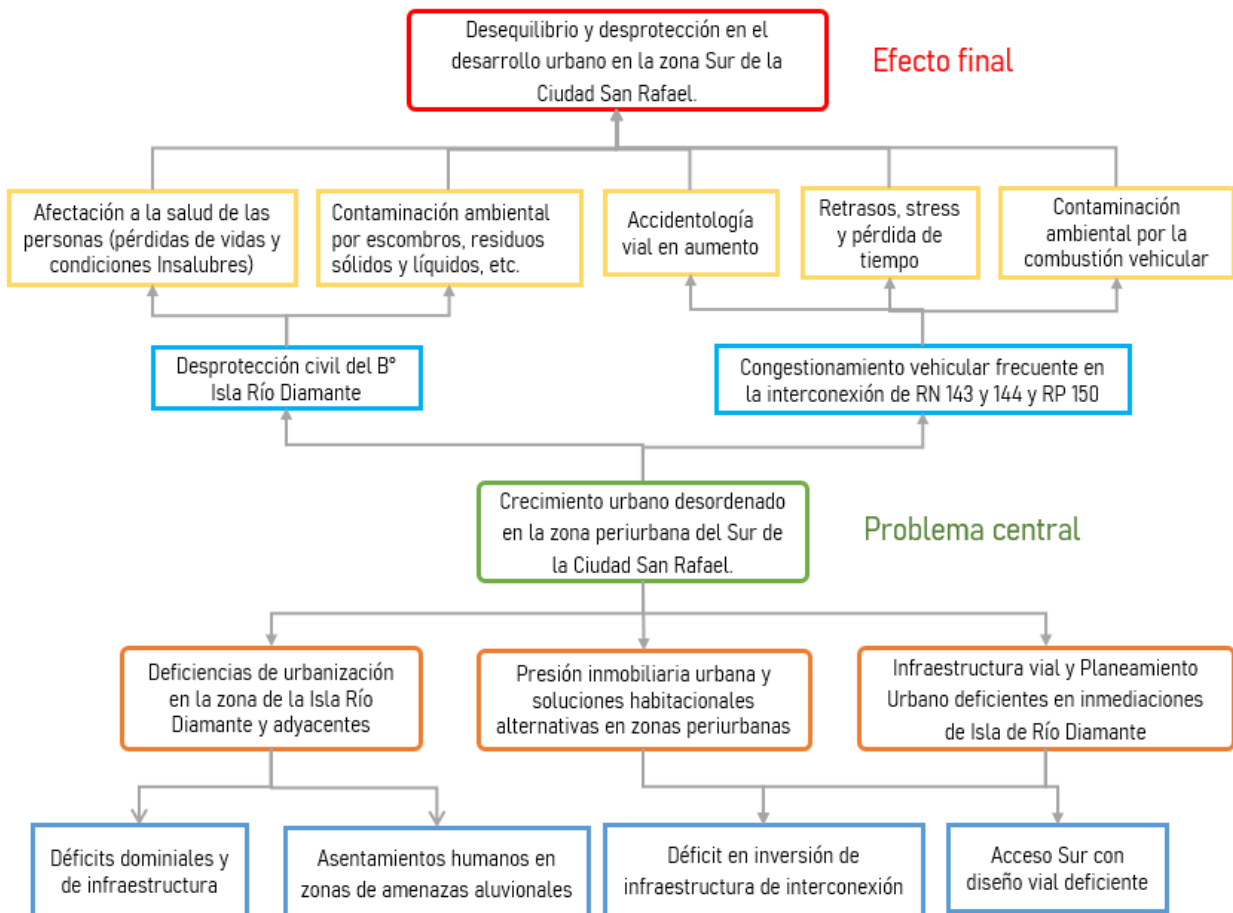 Desequilibrio y desprotección en el
desarrollo urbano en la zona Sur de la
Ciudad San Rafael.
Efecto final
Afectación a la salud de las
personas (pérdidas de vidas y
condiciones Insalubres)
Contaminación ambiental
por escombros, residuos
sólidos y líquidos, etc.
Accidentología
vial en aumento
Retrasos, stress
y pérdida de
tiempo
Contaminación
ambiental por la
combustión vehicular
Desprotección civil del B°
Isla Río Diamante
Congestionamiento vehicular frecuente en
la interconexión de RN 143 y 144 y RP 150
Crecimiento urbano desordenado
en la zona periurbana del Sur de
la Ciudad San Rafael.
Problema central
Deficiencias de urbanización
en la zona de la Isla Río
Diamante y adyacentes
Presión inmobiliaria urbana y
soluciones habitacionales
alternativas en zonas periurbanas
Infraestructura vial y Planeamiento
Urbano deficientes en inmediaciones
de Isla de Río Diamante
Déficits dominiales y
de infraestructura
Asentamientos humanos en
zonas de amenazas aluvionales
Déficit en inversión de
infraestructura de interconexión
Acceso Sur con
diseño vial deficiente